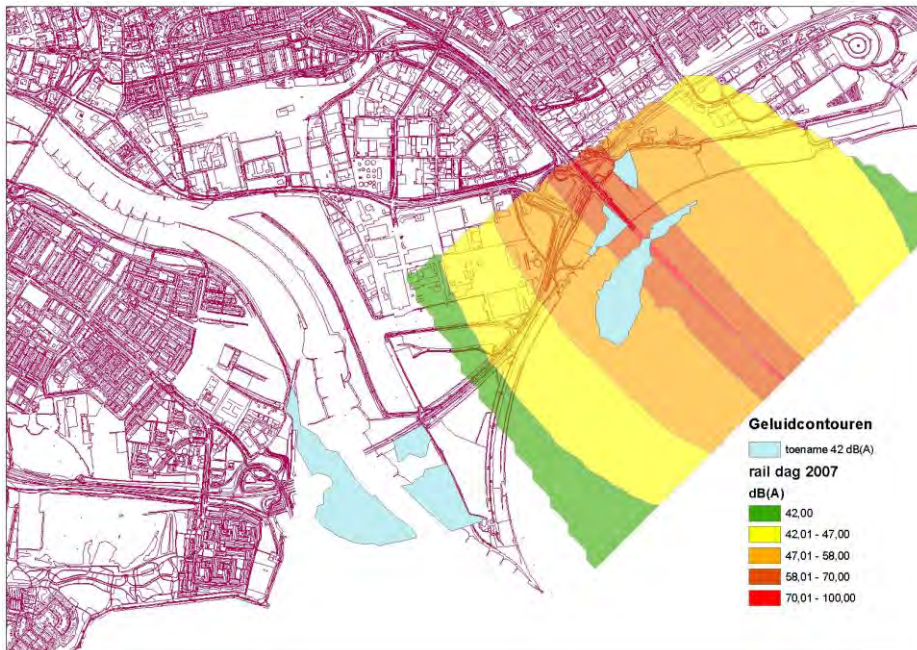 Geluidcontouren
toename 42 dB(A)
rail dag 2007
dB(A)
42,00
42,01 - 47,00
47,01 - 58,00
58,01 - 70,00
70,01 - 100,00